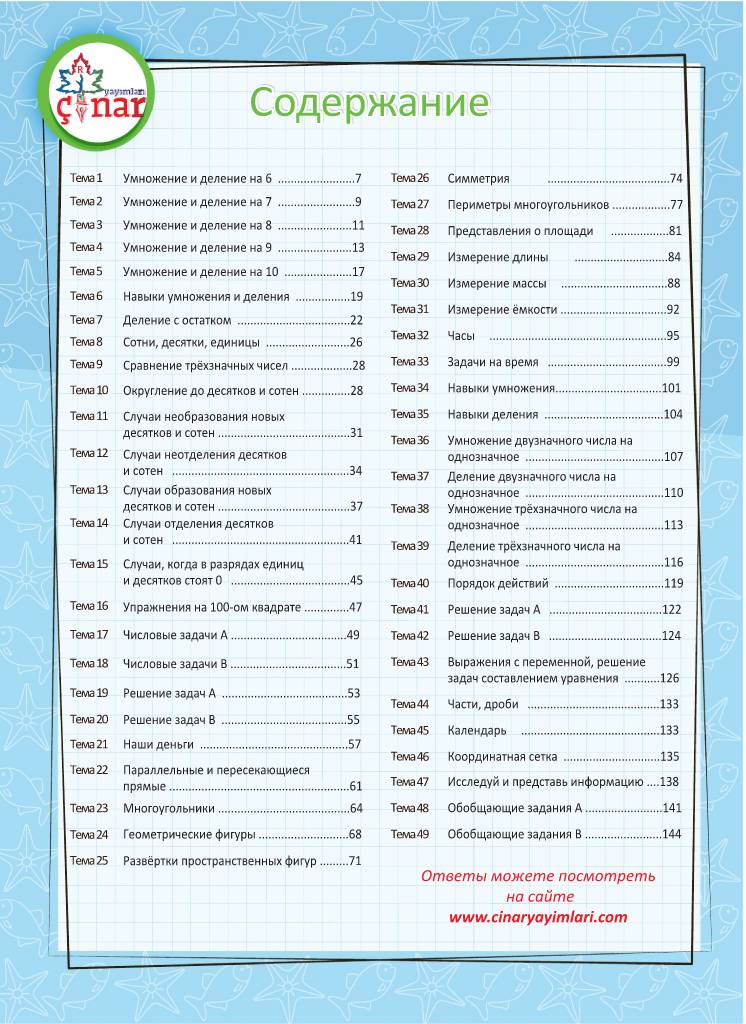 R
yayımları
çınar
Содержание
Тема 1 Умножение и деление на 6 ......................7
Тема 2 Умножение и деление на 7 ......................9
Тема 3 Умножение и деление на 8 ......................11
Тема 4 Умножение и деление на 9 ......................13
Тема 5 Умножение и деление на 10 ...................17
Тема 6 Навыки умножения и деления ...............19
Тема 7 Деление с остатком ................................22
Тема 8 Сотни, десятки, единицы .......................26
Тема 9 Сравнение трёхзначных чисел .................28
Тема 10 Округление до десятков и сотен ..............28
Тема 11 Случаи необразования новых
десятков и сотен .....................................31
Тема 12 Случаи неотделения десятков
и сотен ..................................................34
Тема 13 Случаи образования новых
десятков и сотен .....................................37
Тема 14 Случаи отделения десятков
и сотен ..................................................41
Тема 15 Случаи, когда в разрядах единиц
и десятков стоят 0 ..................................45
Тема 16 Упражнения на 100-ом квадрате .............47
Тема 17 Числовые задачи А .................................49
Тема 18 Числовые задачи В .................................51
Тема 19 Решение задач А ....................................53
Тема 20 Решение задач В ....................................55
Тема 21 Наши деньги ..........................................57
Тема 22 Параллельные и пересекающиеся
прямые .................................................61
Тема 23 Многоугольники ......................................64
Тема 24 Геометрические фигуры .........................68
Тема 25 Развёртки пространственных фигур .........71
Тема 26 Симметрия ...................................74
Тема 27 Периметры многоугольников .................77
Тема 28 Представления о площади .....................81
Тема 29 Измерение длины ...........................84
Тема 30 Измерение массы ...............................88
Тема 31 Измерение ёмкости ...............................92
Тема 32 Часы ...................................................95
Тема 33 Задачи на время ...................................99
Тема 34 Навыки умножения..............................101
Тема 35 Навыки деления ..................................104
Тема 36 Умножение двузначного числа на
однозначное ........................................107
Тема 37 Деление двузначного числа на
однозначное ........................................110
Тема 38 Умножение трёхзначного числа на
однозначное ........................................113
Тема 39 Деление трёхзначного числа на
однозначное ........................................116
Тема 40 Порядок действий ...............................119
Тема 41 Решение задач А .................................122
Тема 42 Решение задач В .................................124
Тема 43 Выражения с переменной, решение
задач составлением уравнения ..........126
Тема 44 Части, дроби ......................................133
Тема 45 Календарь .........................................133
Тема 46 Координатная сетка ............................135
Тема 47 Исследуй и представь информацию ....138
Тема 48 Обобщающие задания А ......................141
Тема 49 Обобщающие задания В ......................144
Ответы можете посмотреть
на сайте
www.cinaryayimlari.com